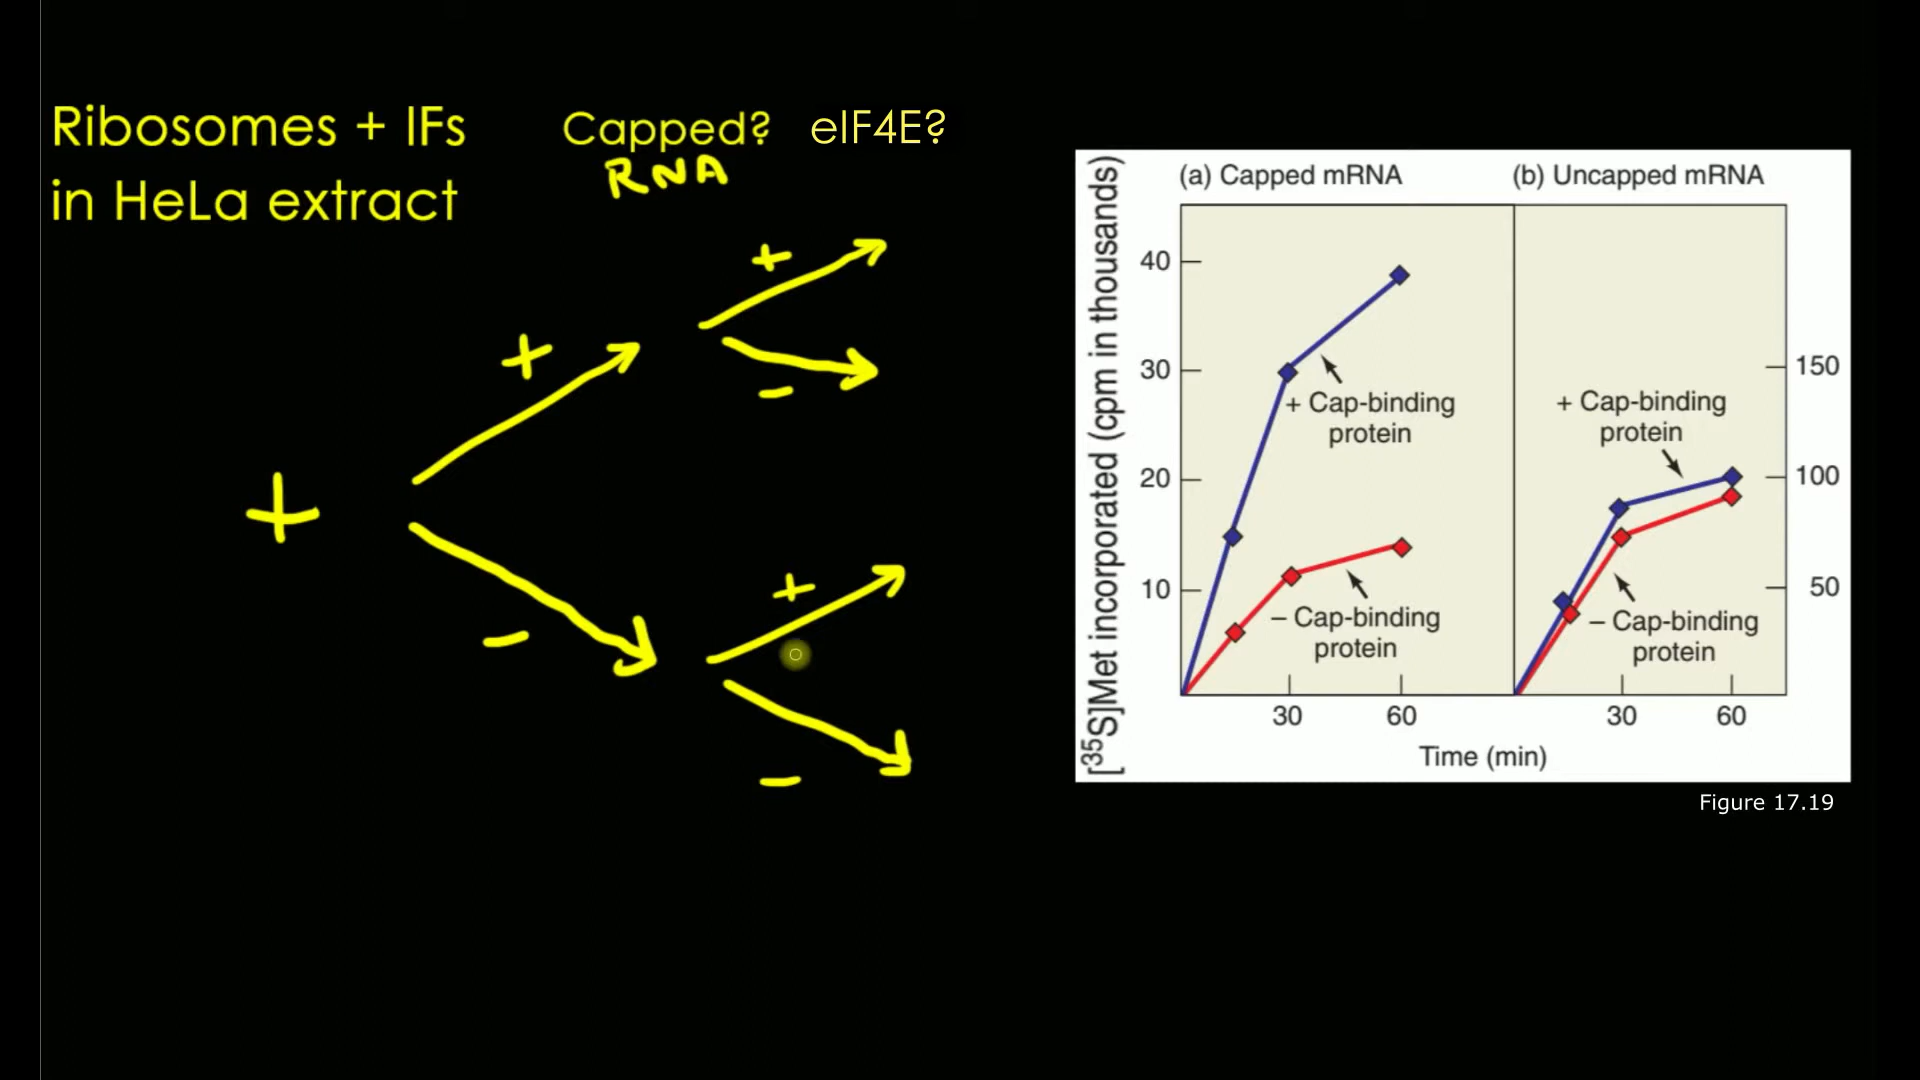 Ribosomes + IFs
in HeLa extract
Capped?
RNA
eIF4E?
+
+
-
+
-
+
-
[35S]Met incorporated (cpm in thousands)
(a) Capped mRNA
40
30
20
10
+ Cap-binding
protein
– Cap-binding
protein
30
60
(b) Uncapped mRNA
150
100
50
+ Cap-binding
protein
– Cap-binding
protein
30
60
Time (min)
Figure 17.19